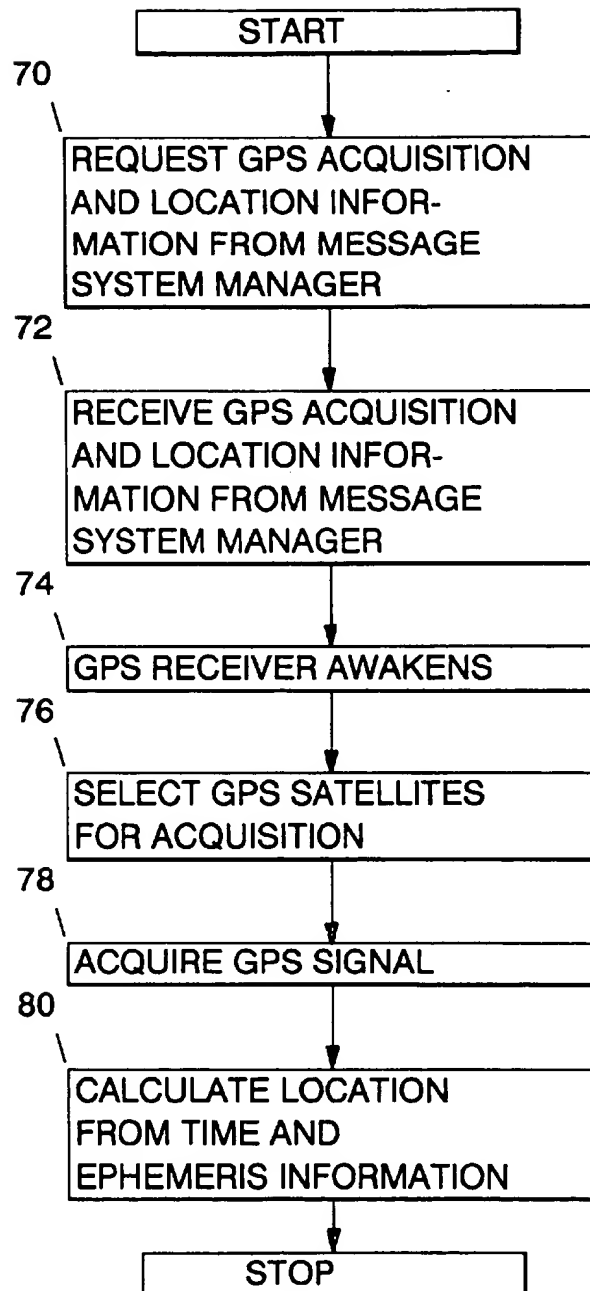 START
70
REQUEST GPS ACQUISITION
AND LOCATION INFOR-
MATION FROM MESSAGE
SYSTEM MANAGER
72
RECEIVE GPS ACQUISITION
AND LOCATION INFOR-
MATION FROM MESSAGE
SYSTEM MANAGER
74
GPS RECEIVER AWAKENS
76
SELECT GPS SATELLITES
FOR ACQUISITION
78
ACQUIRE GPS SIGNAL
80
CALCULATE LOCATION
FROM TIME AND
EPHEMERIS INFORMATION
STOP